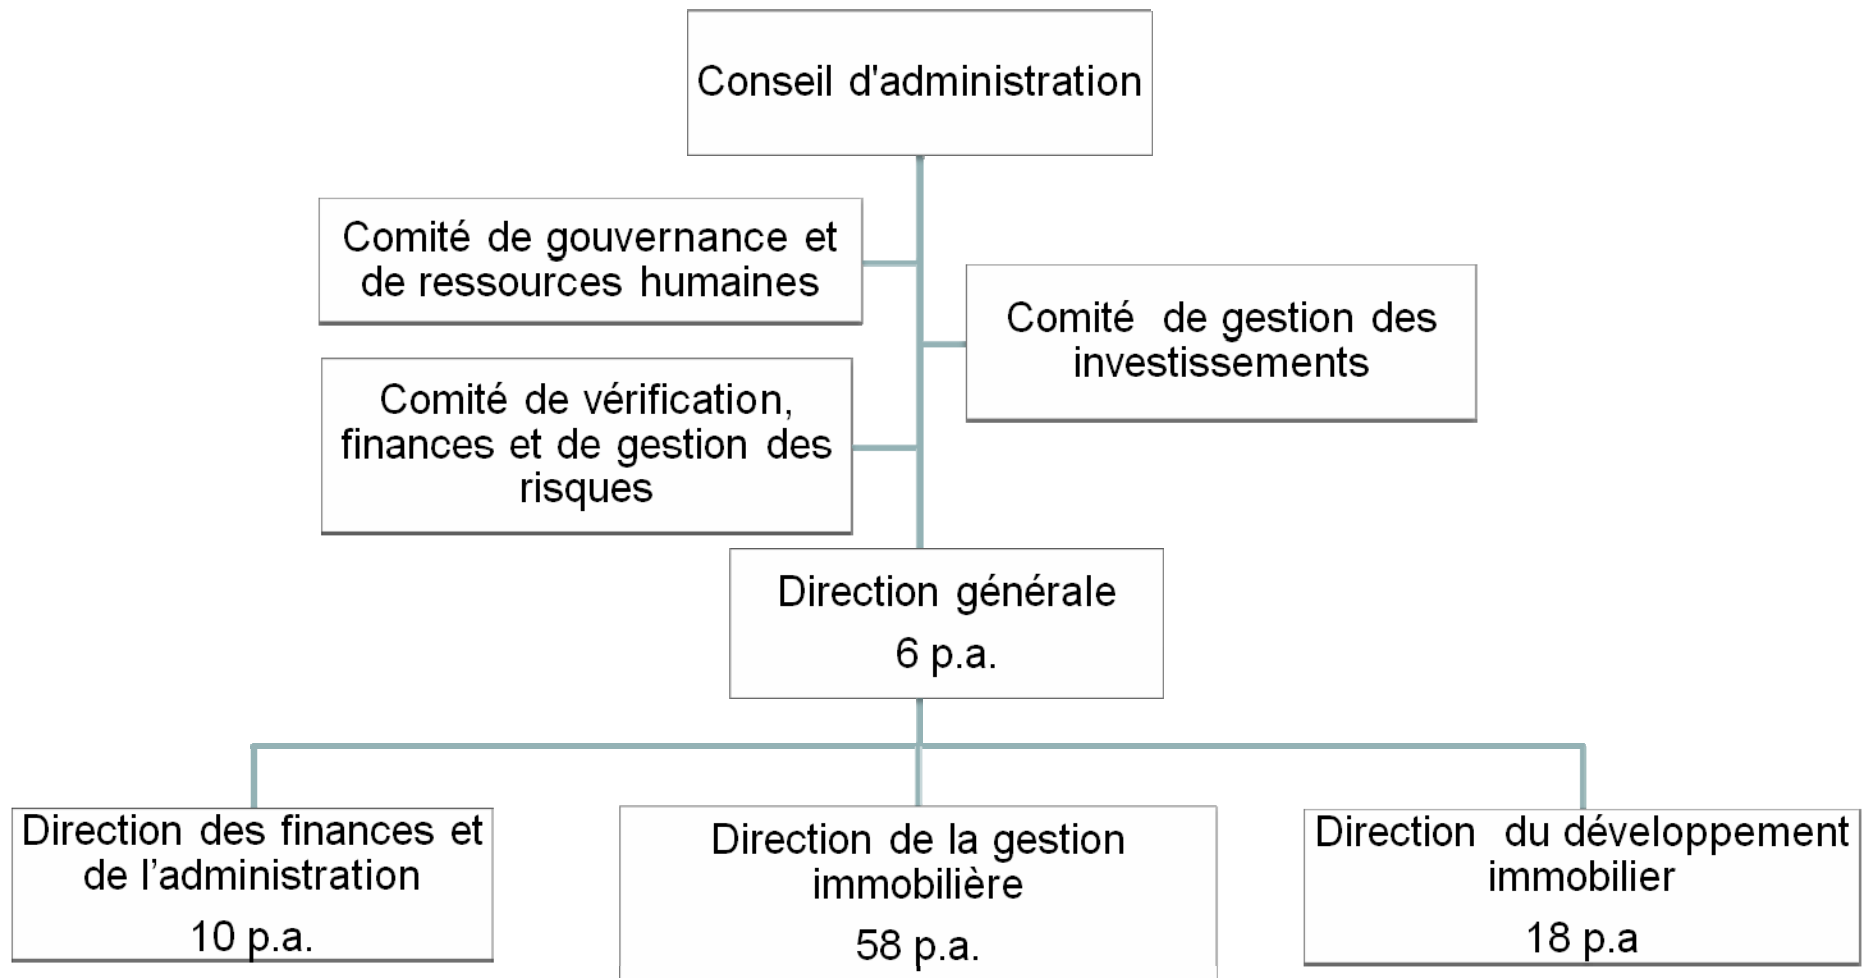 Conseil d'administration
Comité de gouvernance et
de ressources humaines
Comité de gestion des
investissements
Comité de vérification,
finances et de gestion des
risques
Direction générale
6 p.a.
Direction des finances et
de l’administration
10 p.a.
Direction de la gestion
immobilière
58 p.a.
Direction du développement
immobilier
18 p.a